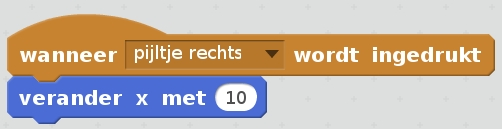 wanneer pijltje rechts wordt ingedrukt
verander x met 10